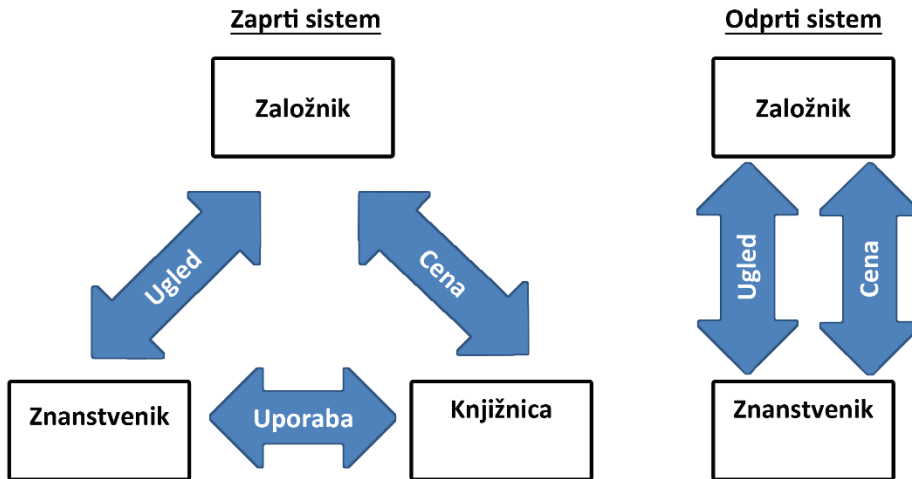 Zaprti sistem
Založnik
Ugled
Cena
Znanstvenik
Uporaba
Knjižnica
Odprti sistem
Založnik
Ugled
Cena
Znanstvenik